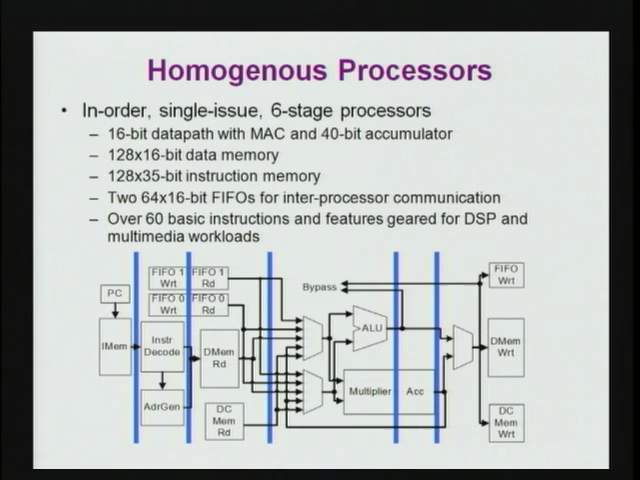 Homogenous Processors
• In-order, single-issue, 6-stage processors
– 16-bit datapath with MAC and 40-bit accumulator
– 128x16-bit data memory
– 128x35-bit instruction memory
– Two 64x16-bit FIFOs for inter-processor communication
– Over 60 basic instructions and features geared for DSP and
multimedia workloads
PC
IMem
FIFO 1
Wrt
FIFO 1
Rd
FIFO 0
Wrt
FIFO 0
Rd
Instr
Decode
AdrGen
DMem
Rd
DC
Mem
Rd
Bypass
ALU
Multiplier
Acc
FIFO
Wrt
DMem
Wrt
DC
Mem
Wrt